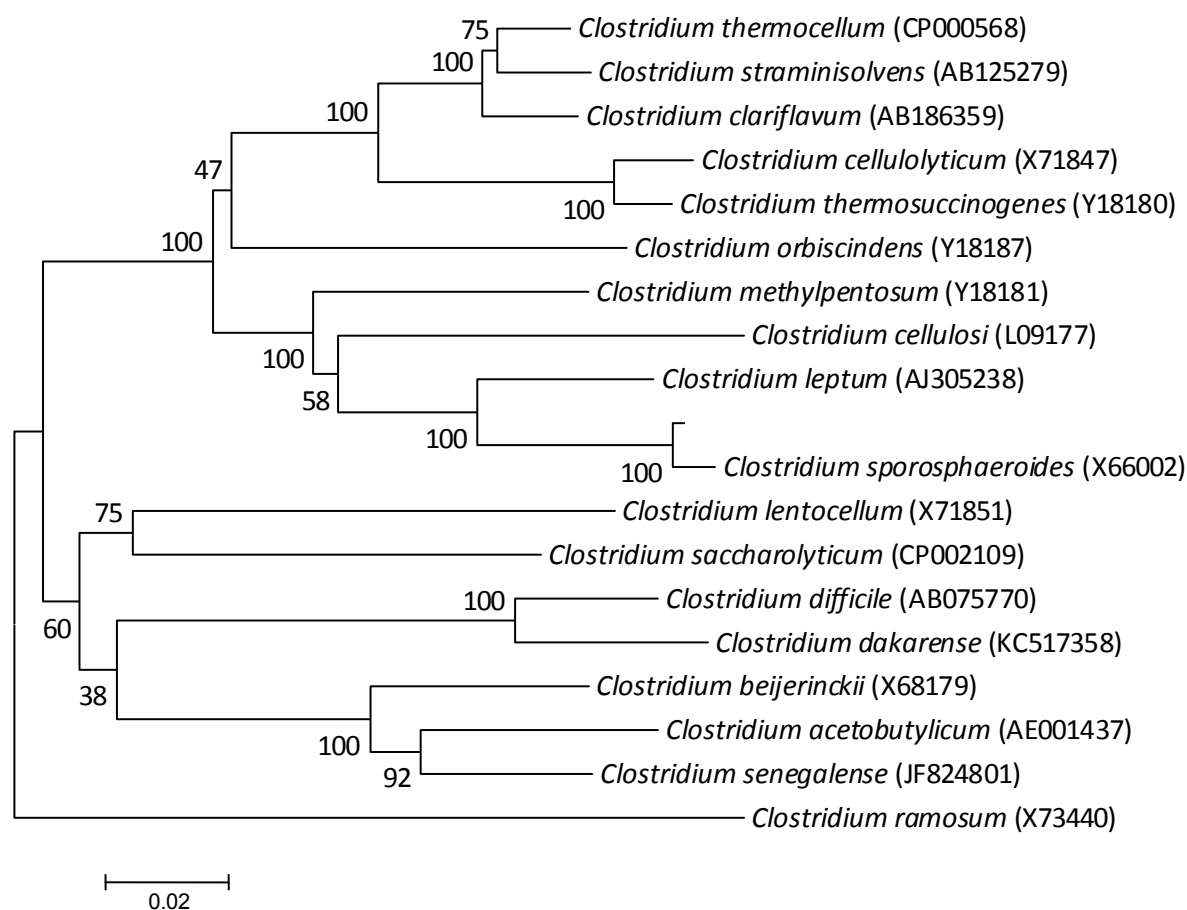 75
Clostridium thermocellum (CP000568)
100
Clostridium straminisolvens (AB125279)
100
Clostridium clariflavum (AB186359)
47
Clostridium cellulolyticum (X71847)
100
Clostridium thermosuccinogenes (Y18180)
100
Clostridium orbiscindens (Y18187)
Clostridium methylpentosum (Y18181)
100
Clostridium cellulosi (L09177)
58
Clostridium leptum (AJ305238)
100
100
Clostridium sporosphaeroides (X66002)
75
Clostridium lentocellum (X71851)
Clostridium saccharolyticum (CP002109)
100
Clostridium difficile (AB075770)
60
Clostridium dakarense (KC517358)
38
Clostridium beijerinckii (X68179)
100
Clostridium acetobutylicum (AE001437)
92
Clostridium senegalense (JF824801)
Clostridium ramosum (X73440)
0.02